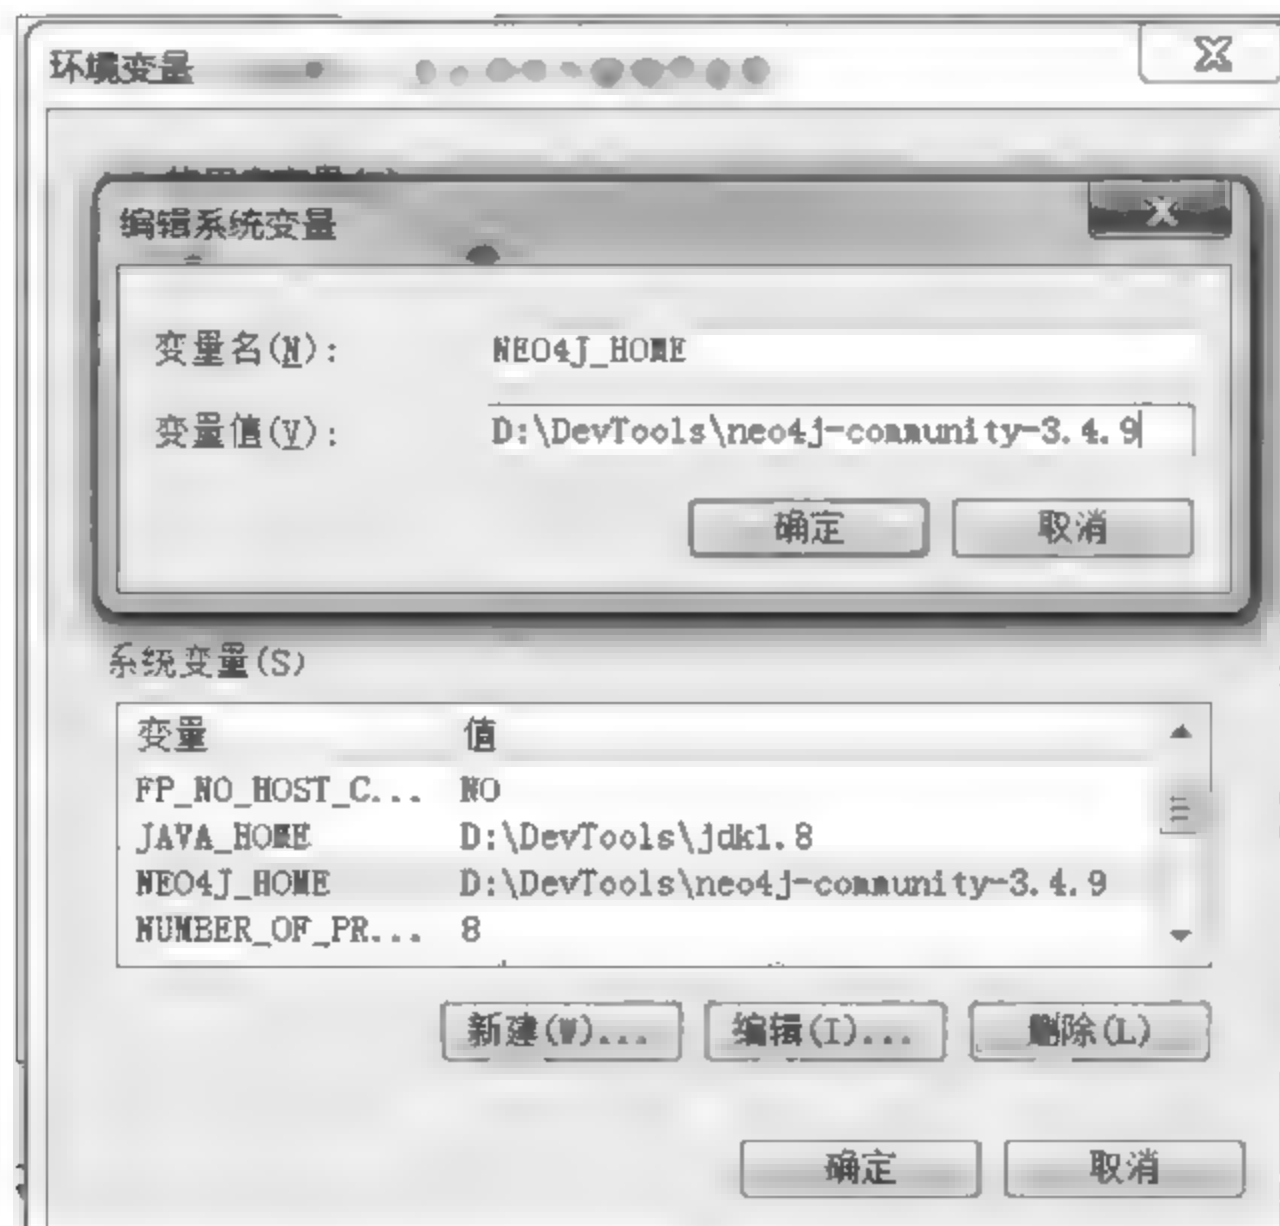 环境变量
编辑系统变量
变量名(N): NEO4J_HOME
变量值(V): D:\DevTools\neo4j-community-3.4.9
确定 取消
系统变量(S)
变量 值
FP_NO_HOST_C... NO
JAVA_HOME D:\DevTools\jdk1.8
NEO4J_HOME D:\DevTools\neo4j-community-3.4.9
NUMBER_OF_PR... 8
新建(W)... 编辑(I)... 删除(L)
确定 取消